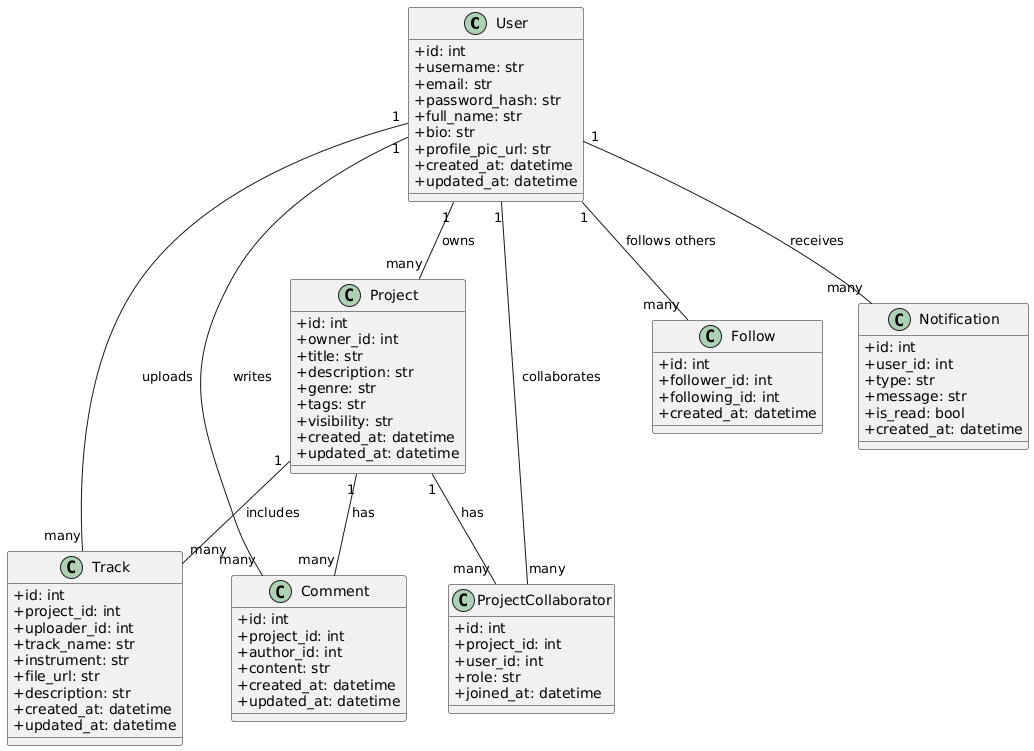 C User
+id: int
+username: str
+email: str
+password_hash: str
+full_name: str
+bio: str
+profile_pic_url: str
+created_at: datetime
+updated_at: datetime
1
1
1
1
1
1
1
owns
follows others
receives
many
many
many
C Project
+id: int
+owner_id: int
+title: str
+description: str
+genre: str
+tags: str
+visibility: str
+created_at: datetime
+updated_at: datetime
C Follow
+id: int
+follower_id: int
+following_id: int
+created_at: datetime
C Notification
+id: int
+user_id: int
+type: str
+message: str
+is_read: bool
+created_at: datetime
uploads
writes
collaborates
1
1
1
includes
has
has
many
many
many
many
many
many
C Track
+id: int
+project_id: int
+uploader_id: int
+track_name: str
+instrument: str
+file_url: str
+description: str
+created_at: datetime
+updated_at: datetime
C Comment
+id: int
+project_id: int
+author_id: int
+content: str
+created_at: datetime
+updated_at: datetime
C ProjectCollaborator
+id: int
+project_id: int
+user_id: int
+role: str
+joined_at: datetime